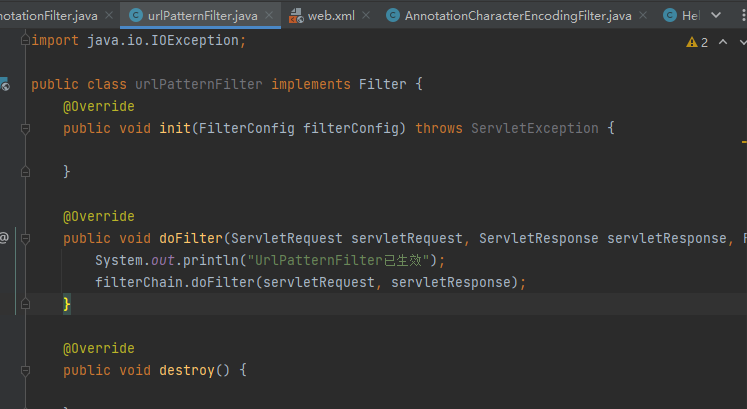 notationFilter.java urlPatternFilter.java web.xml AnnotationCharacterEncodingFilter.java Hel
import java.io.IOException;
2
public class urlPatternFilter implements Filter {
@Override
public void init(FilterConfig filterConfig) throws ServletException {
}
@Override
public void doFilter(ServletRequest servletRequest, ServletResponse servletResponse, F
System.out.println("UrlPatternFilter已生效");
filterChain.doFilter(servletRequest, servletResponse);
}
@Override
public void destroy() {